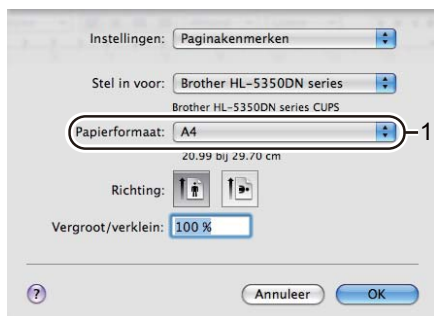 Instellingen: Paginakenmerken
Stel in voor: Brother HL-5350DN series
Brother HL-5350DN series CUPS
Papierformaat: A4 1
20.99 bij 29.70 cm
Richting:
Vergroot/verklein: 100 %
? Annuleer OK